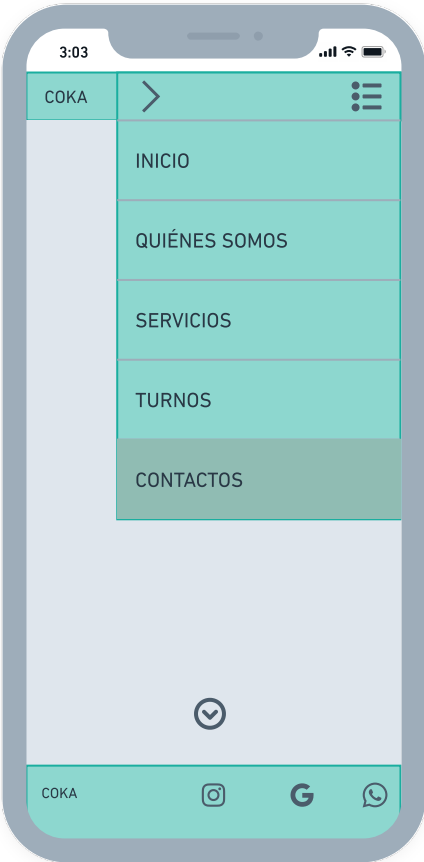 3:03
COKA
INICIO
QUIÉNES SOMOS
SERVICIOS
TURNOS
CONTACTOS
COKA